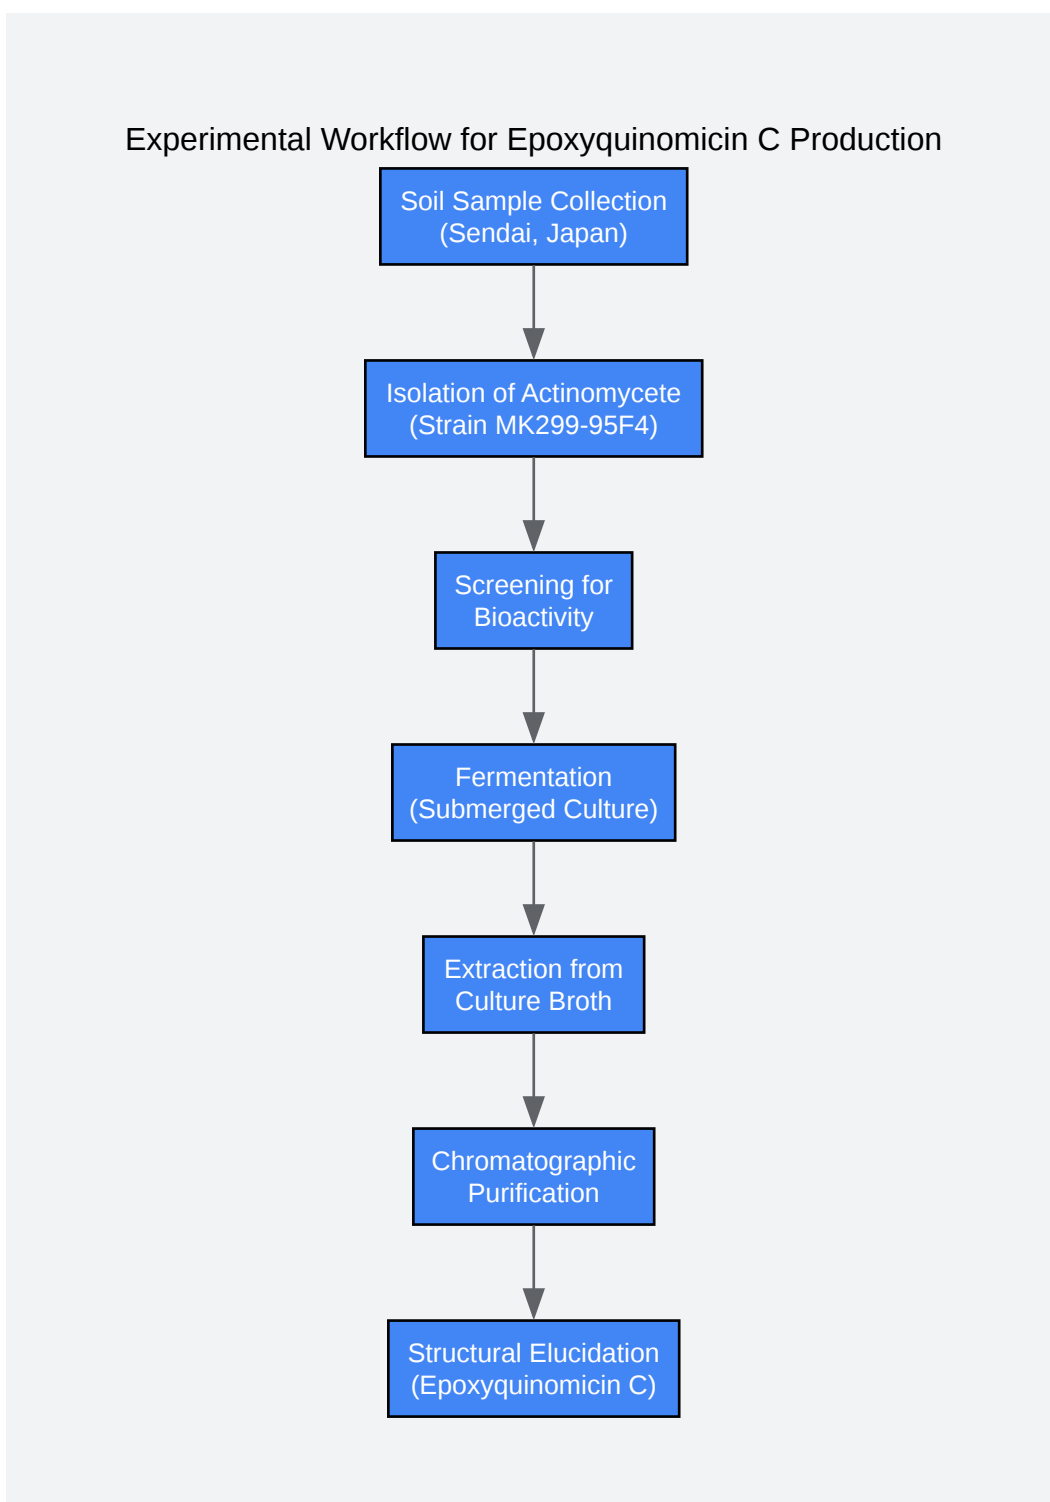 Experimental Workflow for Epoxyquinomicin C Production
Soil Sample Collection
(Sendai, Japan)
Isolation of Actinomycete
(Strain MK299-95F4)
Screening for
Bioactivity
Fermentation
(Submerged Culture)
Extraction from
Culture Broth
Chromatographic
Purification
Structural Elucidation
(Epoxyquinomicin C)